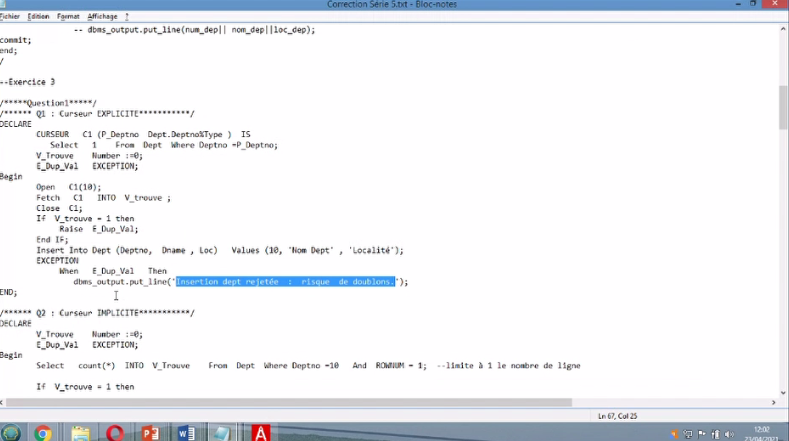 Correction Série 5.txt - Bloc-notes
Fichier Edition Format Affichage ?
-- dbms_output.put_line(num_dep|| nom_dep||loc_dep);
commit;
end;
/
--Exercice 3
/*****Question1*****/
/****** Q1 : Curseur EXPLICITE***********/
DECLARE
CURSEUR C1 (P_Deptno Dept.Deptno%Type ) IS
Select 1 From Dept Where Deptno =P_Deptno;
V_Trouve Number :=0;
E_Dup_Val EXCEPTION;
Begin
Open C1(10);
Fetch C1 INTO V_trouve ;
Close C1;
If V_trouve = 1 then
Raise E_Dup_Val;
End IF;
Insert Into Dept (Deptno, Dname , Loc) Values (10, 'Nom Dept' , 'Localité');
EXCEPTION
When E_Dup_Val Then
dbms_output.put_line('Insertion dept rejetée : risque de doublons.');
END;
/****** Q2 : Curseur IMPLICITE***********/
DECLARE
V_Trouve Number :=0;
E_Dup_Val EXCEPTION;
Begin
Select count(*) INTO V_Trouve From Dept Where Deptno =10 And ROWNUM = 1; --limite à 1 le nombre de ligne
If V_trouve = 1 then
Ln 67, Col 25
12:02
23/04/2021